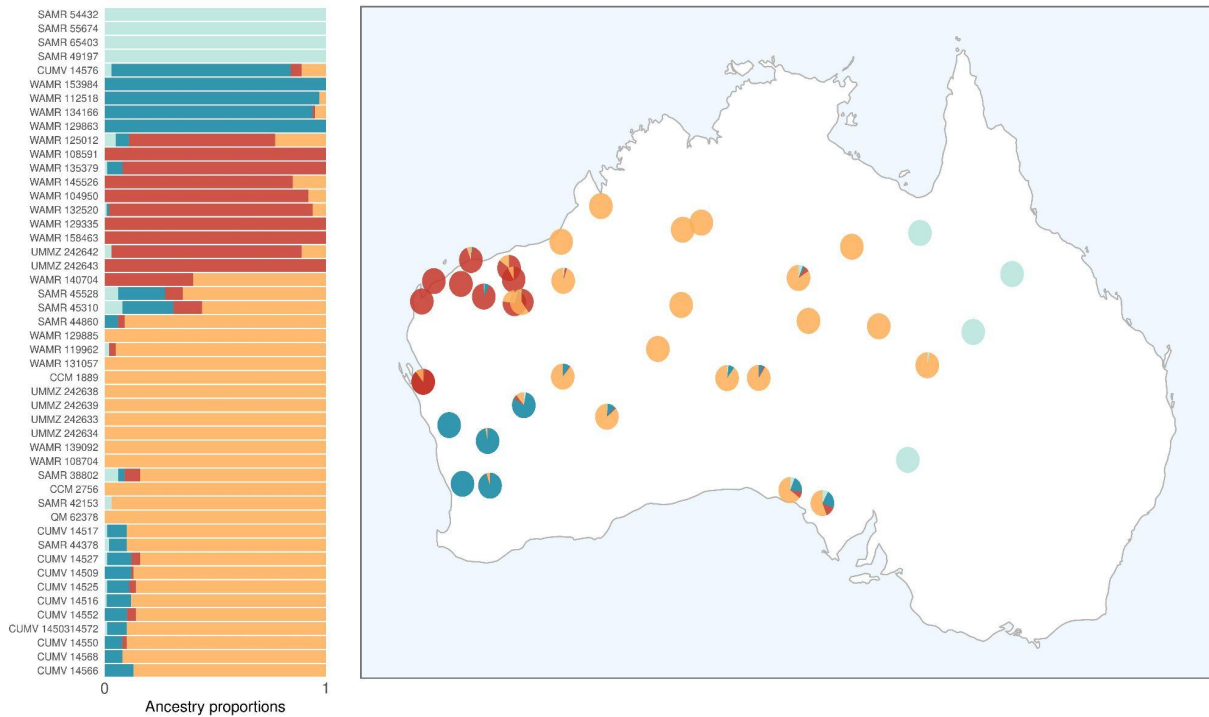 SAMR 54432
SAMR 55674
SAMR 65403
SAMR 49197
CUMV 14576
WAMR 153984
WAMR 112518
WAMR 134166
WAMR 129863
WAMR 125012
WAMR 108591
WAMR 135379
WAMR 145526
WAMR 104950
WAMR 132520
WAMR 129335
WAMR 158463
UMMZ 242642
UMMZ 242643
WAMR 140704
SAMR 45528
SAMR 45310
SAMR 44860
WAMR 129885
WAMR 119962
WAMR 131057
CCM 1889
UMMZ 242638
UMMZ 242639
UMMZ 242633
UMMZ 242634
WAMR 139092
WAMR 108704
SAMR 38802
CCM 2756
SAMR 42153
QM 62378
CUMV 14517
SAMR 44378
CUMV 14527
CUMV 14509
CUMV 14525
CUMV 14516
CUMV 14552
CUMV 1450314572
CUMV 14550
CUMV 14568
CUMV 14566
0 1
Ancestry proportions